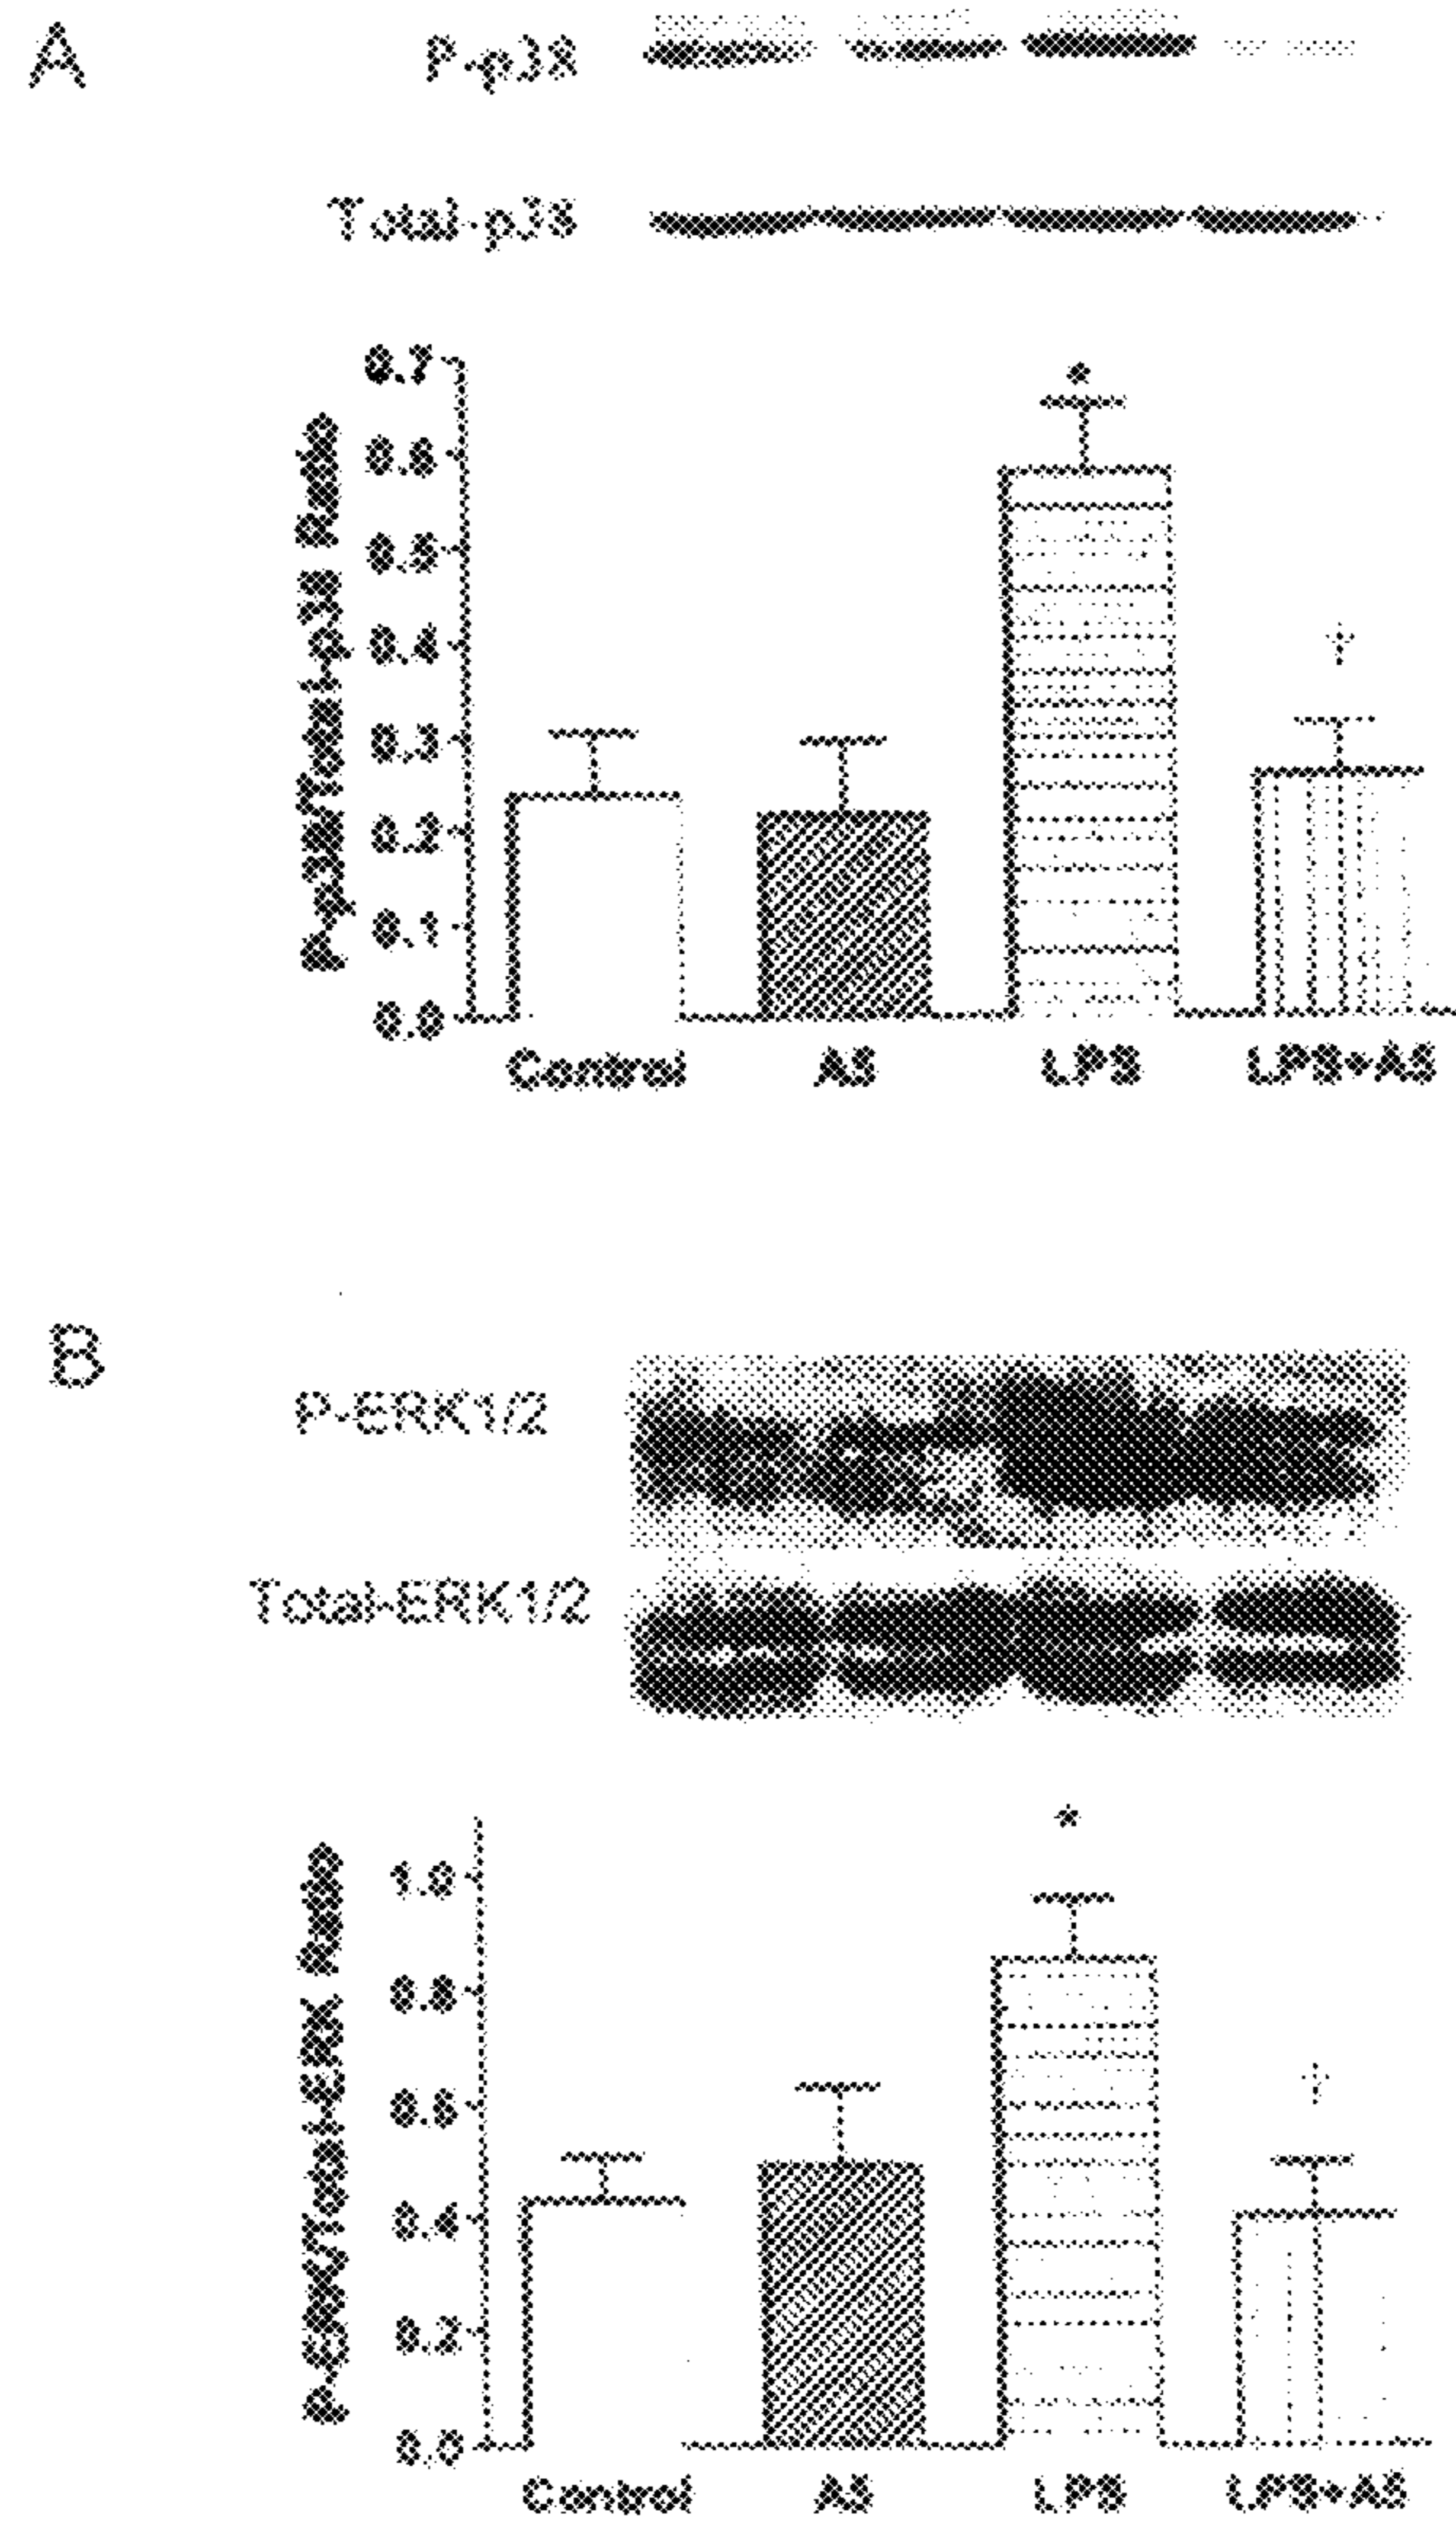 A
P-p38
Total-p38
P-p38/Total-p38 Ratio
0.7
*
0.6
0.5
0.4
0.3
0.2
0.1
0.0
Control AS LPS LPS+AS
B
P-ERK1/2
Total-ERK1/2
P-ERK/Total-ERK Ratio
*
1.0
0.8
0.6
†
0.4
0.2
0.0
Control AS LPS LPS+AS